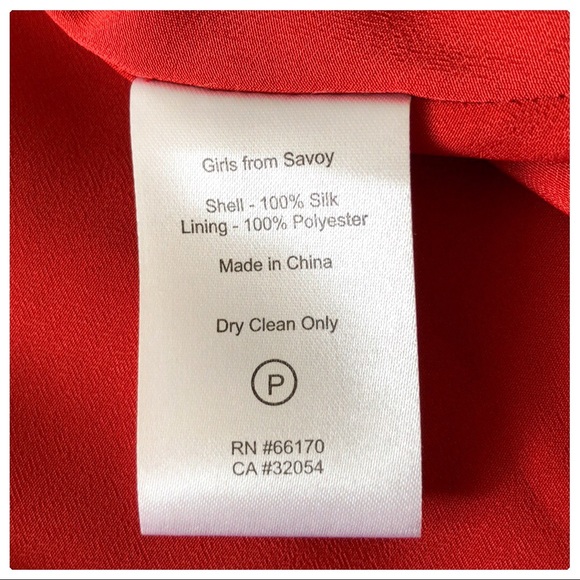 Girls from Savoy
Shell - 100% Silk
Lining - 100% Polyester
Made in China
Dry Clean Only
P
RN #66170
CA #32054